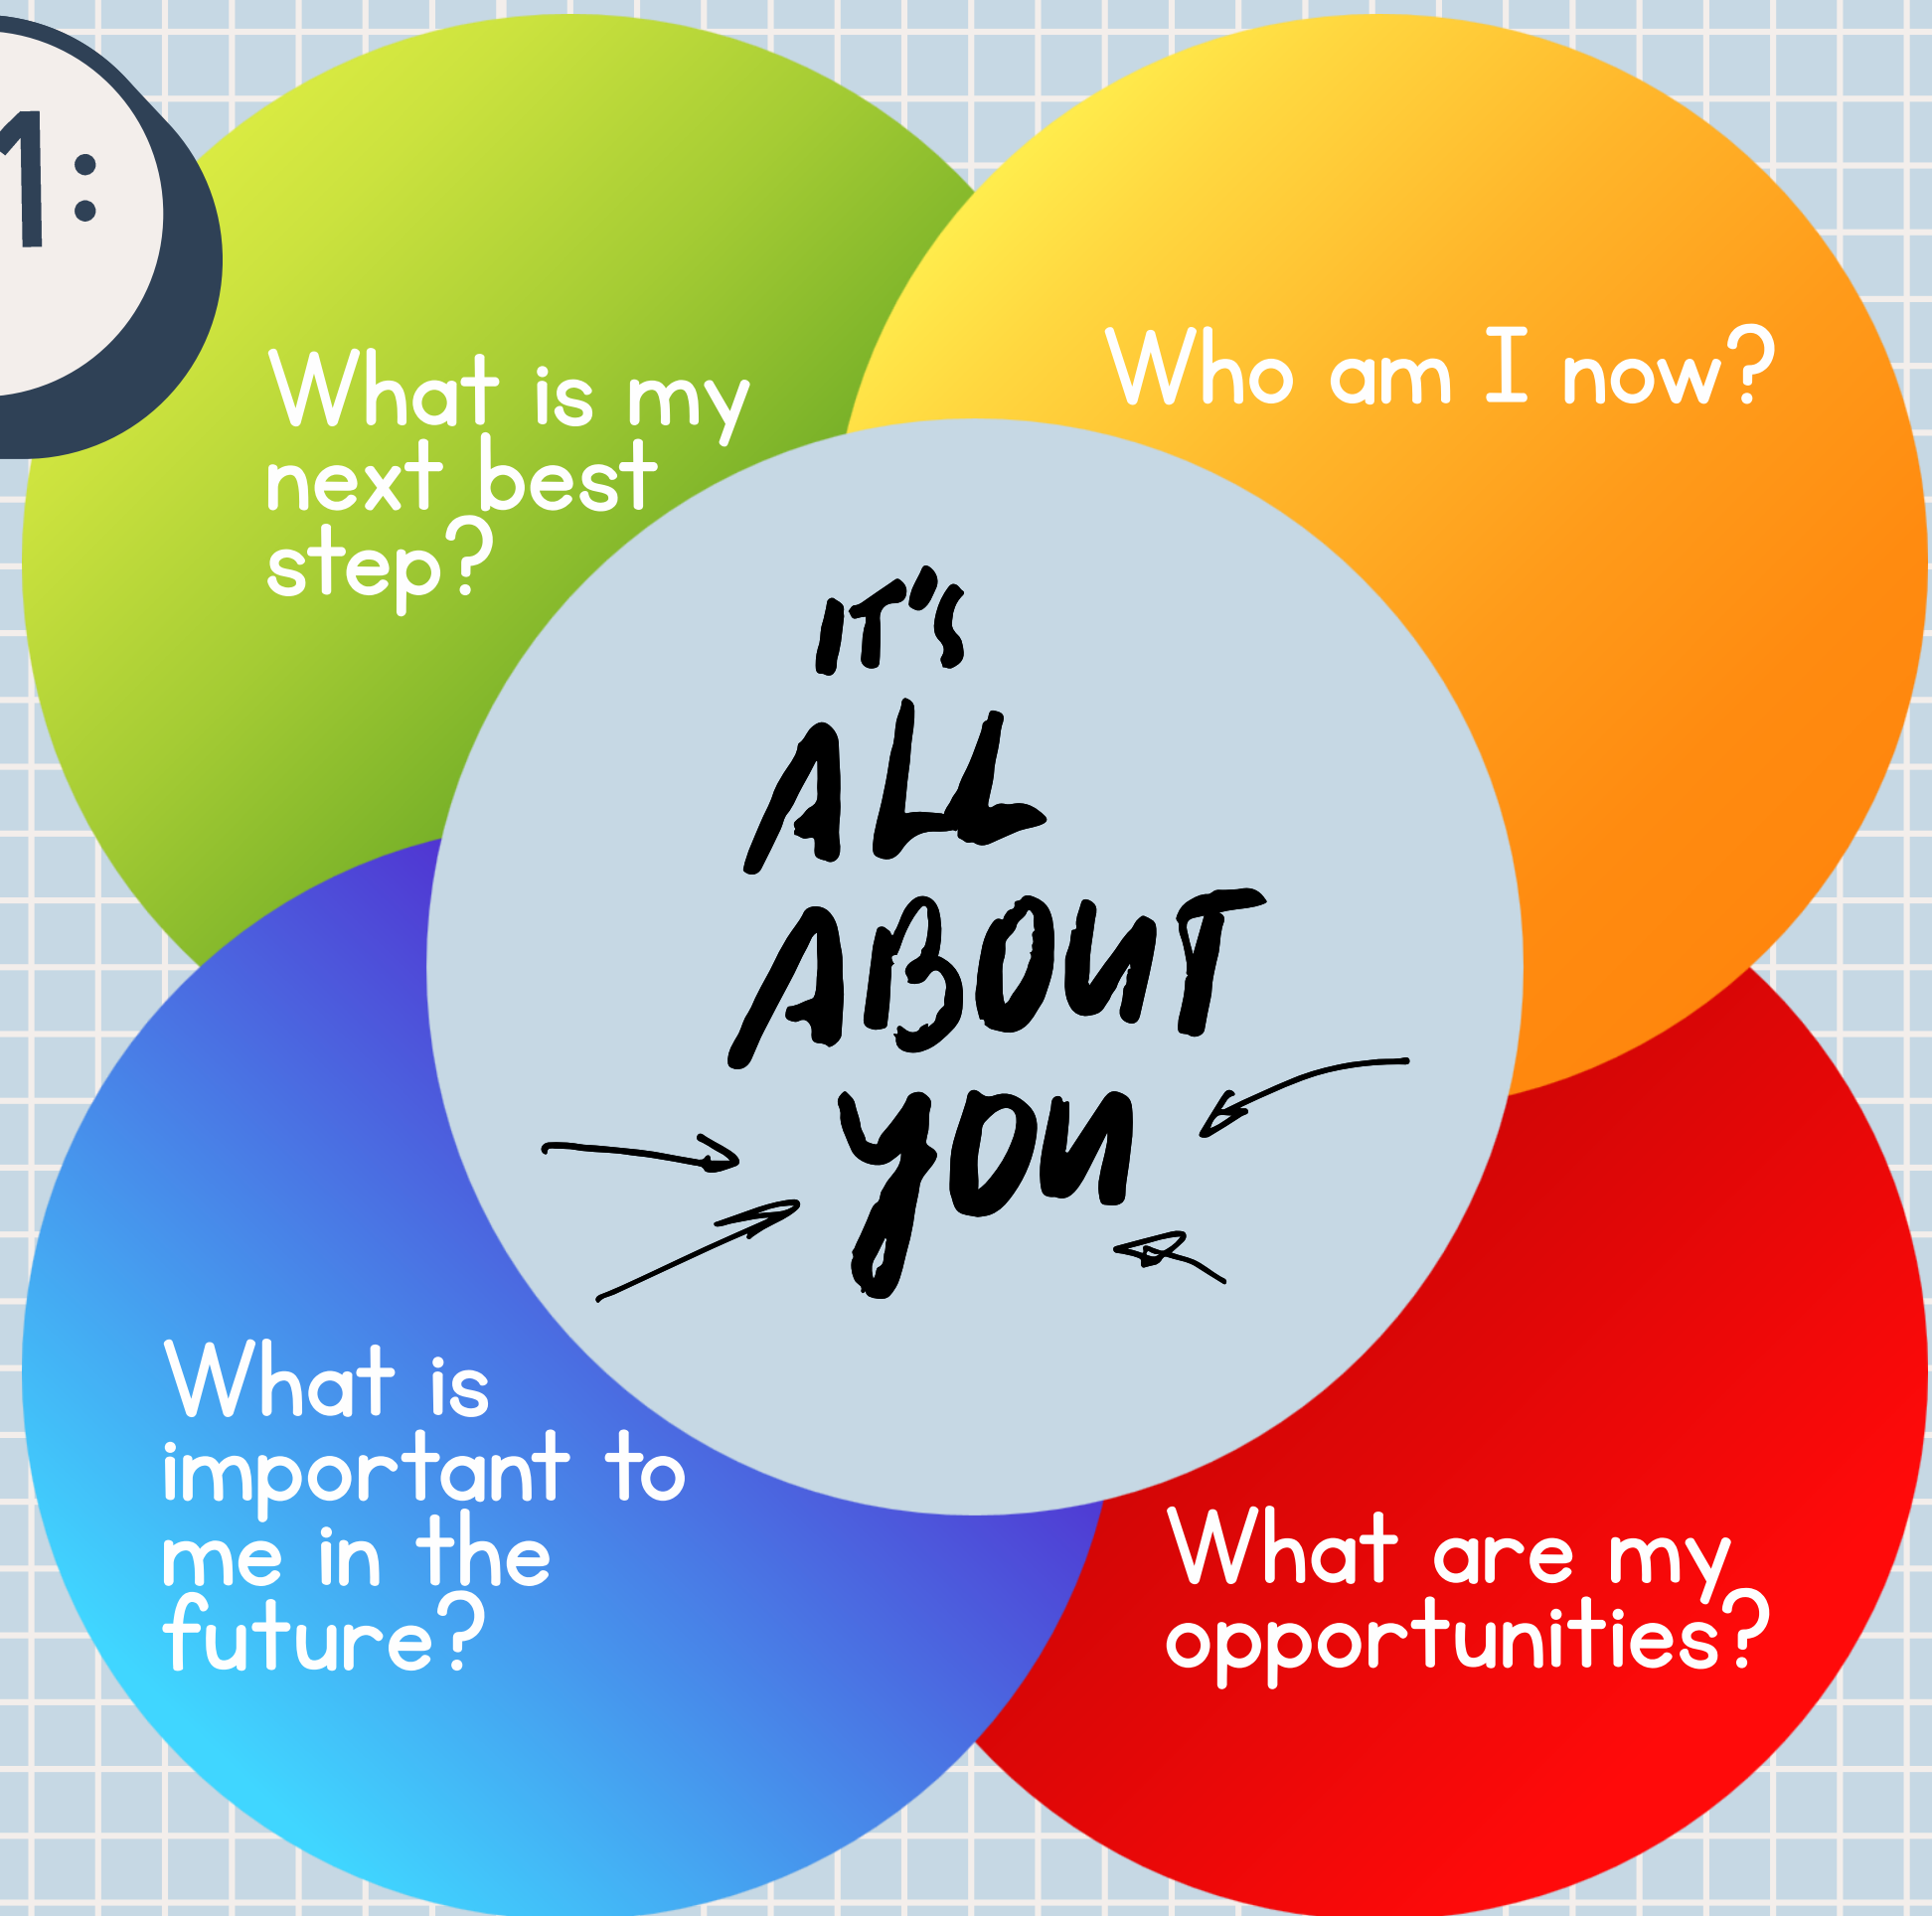 1:
What is my
next best
step?
Who am I now?
IT'S
ALL
ABOUT
YOU
What is
important to
me in the
future?
What are my
opportunities?